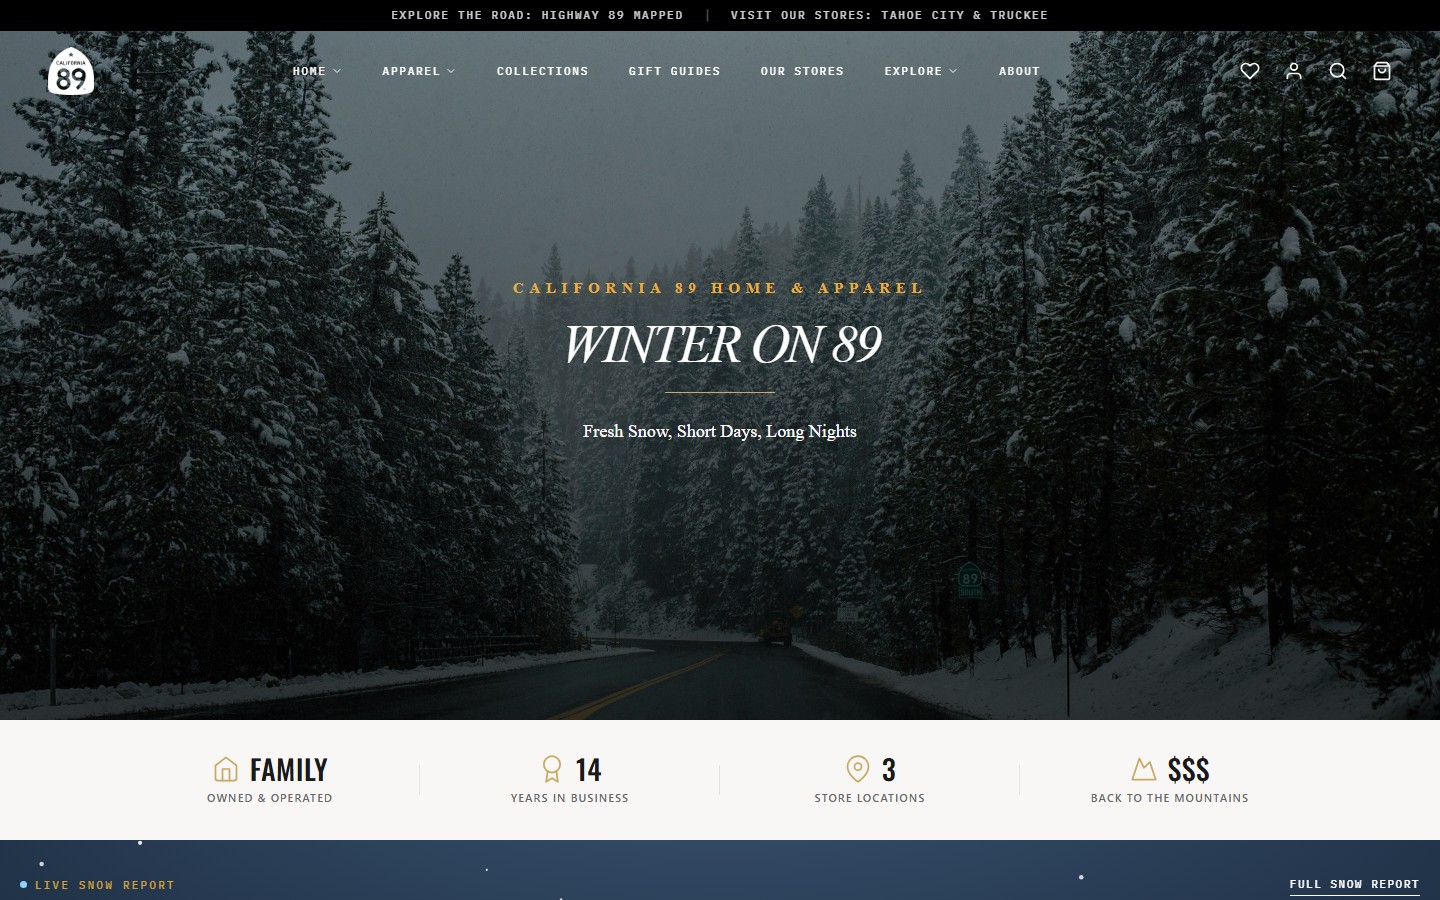 EXPLORE THE ROAD: HIGHWAY 89 MAPPED | VISIT OUR STORES: TAHOE CITY & TRUCKEE
CALIFORNIA
89
HOME APPAREL COLLECTIONS GIFT GUIDES OUR STORES EXPLORE ABOUT
CALIFORNIA 89 HOME & APPAREL
WINTER ON 89
Fresh Snow, Short Days, Long Nights
89
SOUTH
FAMILY
OWNED & OPERATED
14
YEARS IN BUSINESS
3
STORE LOCATIONS
$$$
BACK TO THE MOUNTAINS
LIVE SNOW REPORT
FULL SNOW REPORT